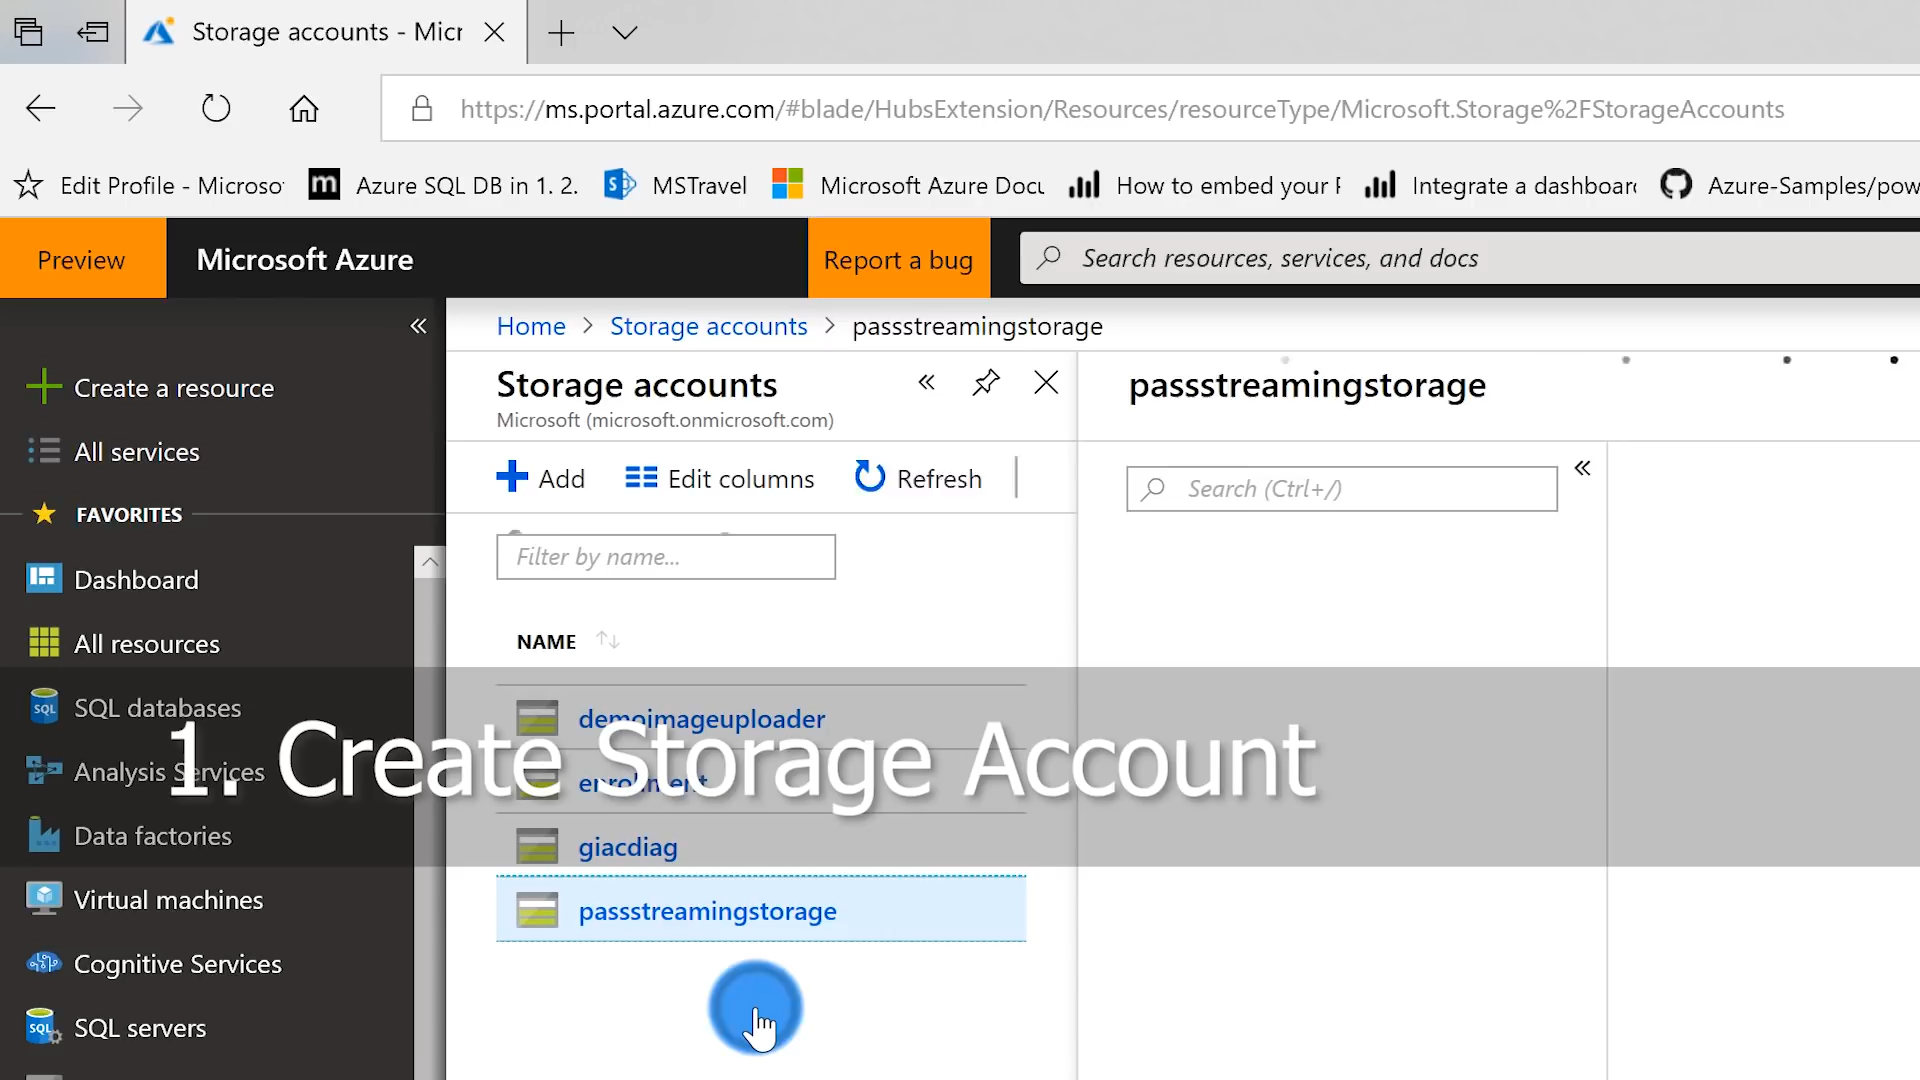 Storage accounts - Micr
https://ms.portal.azure.com/#blade/HubsExtension/Resources/resourceType/Microsoft.Storage%2FStorageAccounts
Edit Profile - Microso
m
Azure SQL DB in 1. 2.
MSTravel
Microsoft Azure Docu
How to embed your
Integrate a dashboar
Azure-Samples/pow
Preview
Microsoft Azure
Report a bug
Search resources, services, and docs
Home > Storage accounts > passstreamingstorage
Create a resource
All services
FAVORITES
Dashboard
All resources
SQL databases
Analysis Services
Data factories
Virtual machines
Cognitive Services
SQL servers
Storage accounts
Microsoft (microsoft.onmicrosoft.com)
Add
Edit columns
Refresh
Filter by name...
NAME
demoimageuploader
enrolment
giacdiag
passstreamingstorage
passstreamingstorage
Search (Ctrl+/)
1. Create Storage Account